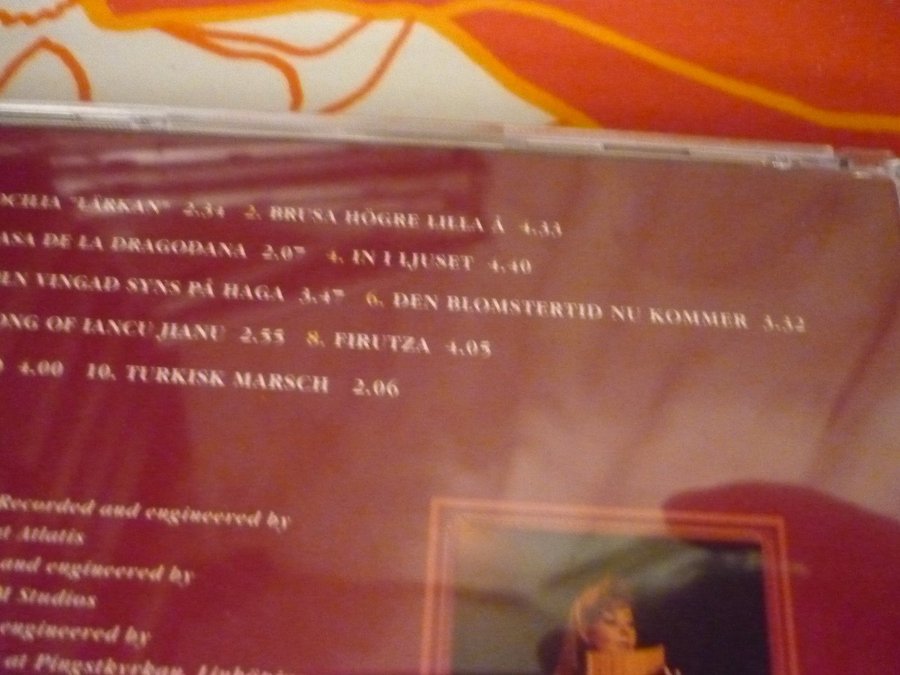 "LÄRKAN" 2.34 2. BRUSA HÖGRE LILLA Å 4.33
DE LA DRAGODANA 2.07 4. IN I LJUSET 4.40
VINGAD SYNS PÅ HAGA 3.47 6. DEN BLOMSTERTID NU KOMMER 3.32
ONG OF IANCU JIANU 2.55 8. FIRUTZA 4.05
4.00 10. TURKISK MARSCH 2.06
Recorded and engineered by
Atlatis
and engineered by
Studios
engineered by
at Pingstkyrkan,